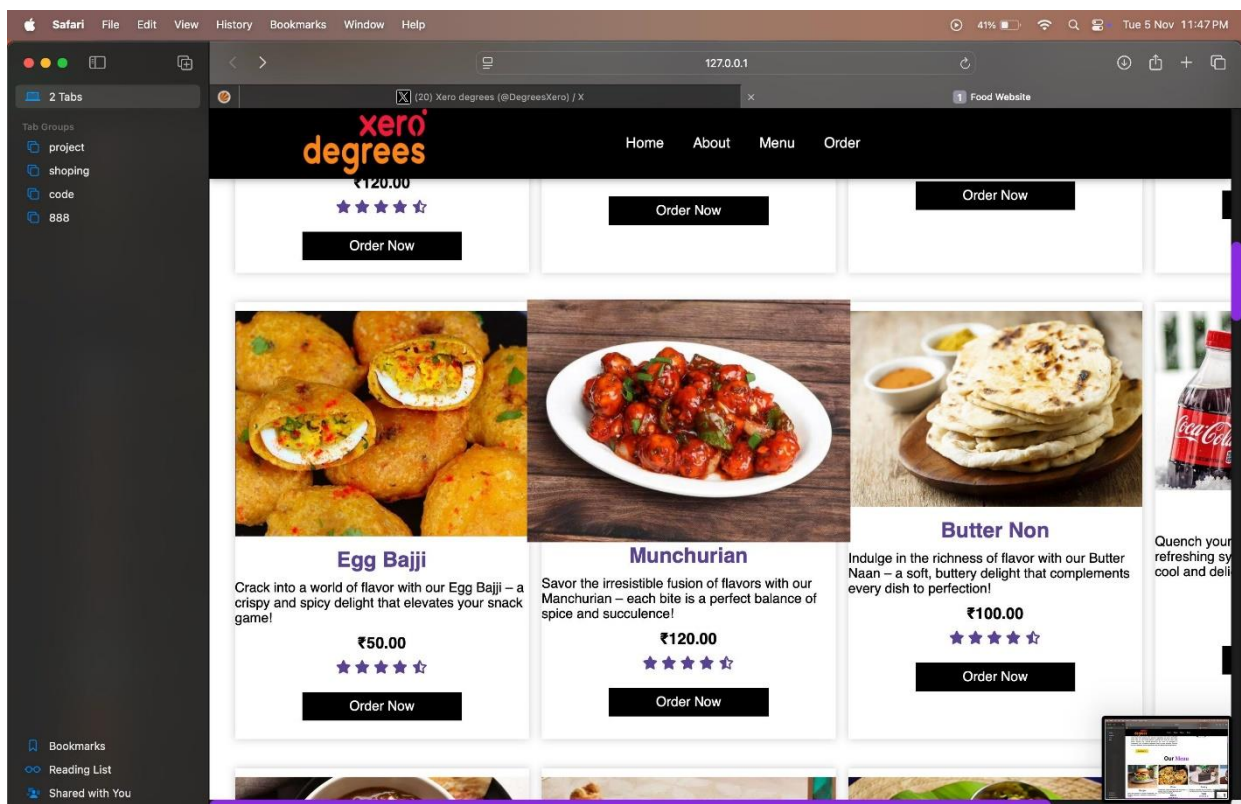 Safari File Edit View History Bookmarks Window Help
41%
Tue 5 Nov 11:47 PM
127.0.0.1
2 Tabs
(20) Xero degrees (@DegreesXero) / X
1 Food Website
Tab Groups
project
shoping
code
888
Bookmarks
Reading List
Shared with You
xero
degrees
Home About Menu Order
₹120.00
Order Now
Order Now
Order Now
Egg Bajji
Crack into a world of flavor with our Egg Bajji – a
crispy and spicy delight that elevates your snack
game!
₹50.00
Order Now
Munchurian
Savor the irresistible fusion of flavors with our
Manchurian – each bite is a perfect balance of
spice and succulence!
₹120.00
Order Now
Butter Non
Indulge in the richness of flavor with our Butter
Naan – a soft, buttery delight that complements
every dish to perfection!
₹100.00
Order Now
Coca-Cola
Quench your
refreshing sy
cool and deli
Our Menu